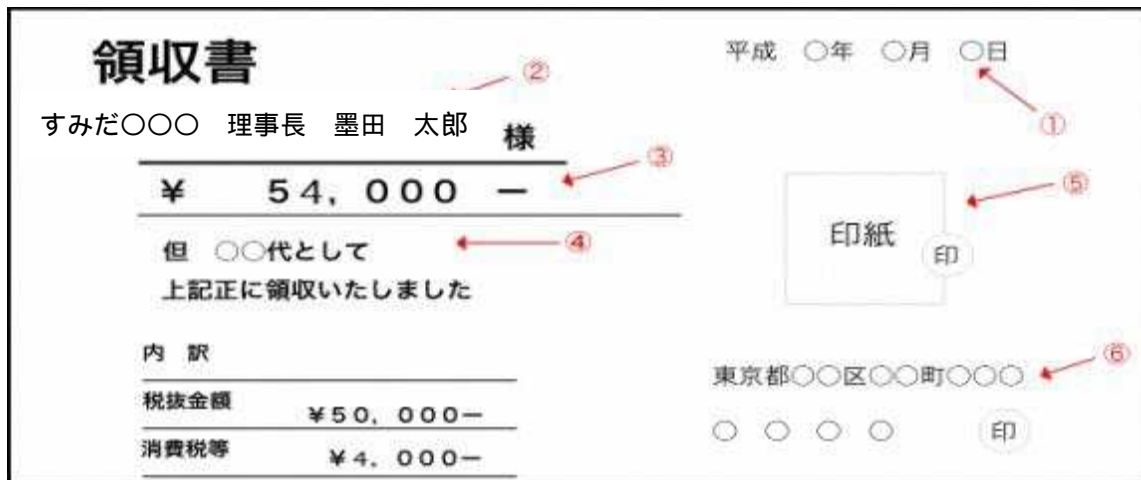 領収書
平成 ○年 ○月 ○日
①
②
すみだ○○○ 理事長 墨田 太郎 様
③
¥ 54,000 ー
④
但 ○○代として
上記正に領収いたしました
⑤
印紙
印
内 訳
税抜金額 ¥50,000ー
消費税等 ¥4,000ー
⑥
東京都○○区○○町○○○
○ ○ ○ ○ 印